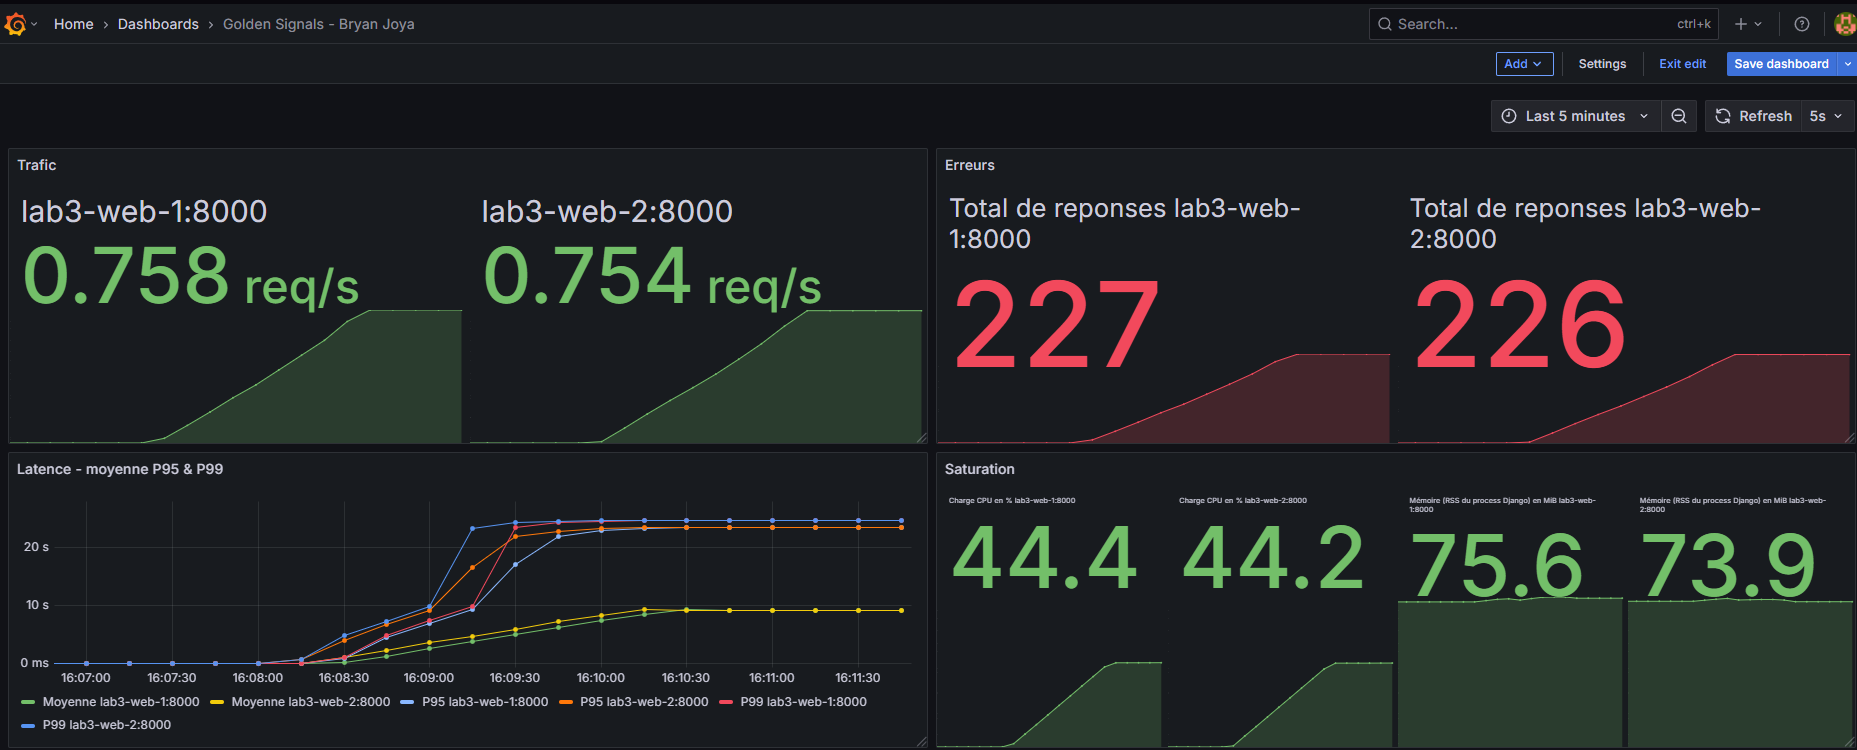 Home › Dashboards › Golden Signals - Bryan Joya
Search... ctrl+k
Add Settings Exit edit Save dashboard
Last 5 minutes Refresh 5s
Trafic
lab3-web-1:8000 lab3-web-2:8000
0.758 req/s 0.754 req/s
Erreurs
Total de reponses lab3-web-
1:8000
227
Total de reponses lab3-web-
2:8000
226
Latence - moyenne P95 & P99
20 s
10 s
0 ms
16:07:00 16:07:30 16:08:00 16:08:30 16:09:00 16:09:30 16:10:00 16:10:30 16:11:00 16:11:30
Moyenne lab3-web-1:8000 Moyenne lab3-web-2:8000 P95 lab3-web-1:8000 P95 lab3-web-2:8000 P99 lab3-web-1:8000
P99 lab3-web-2:8000
Saturation
Charge CPU en % lab3-web-1:8000
44.4
Charge CPU en % lab3-web-2:8000
44.2
Mémoire (RSS du process Django) en MiB lab3-web-
1:8000
75.6
Mémoire (RSS du process Django) en MiB lab3-web-
2:8000
73.9